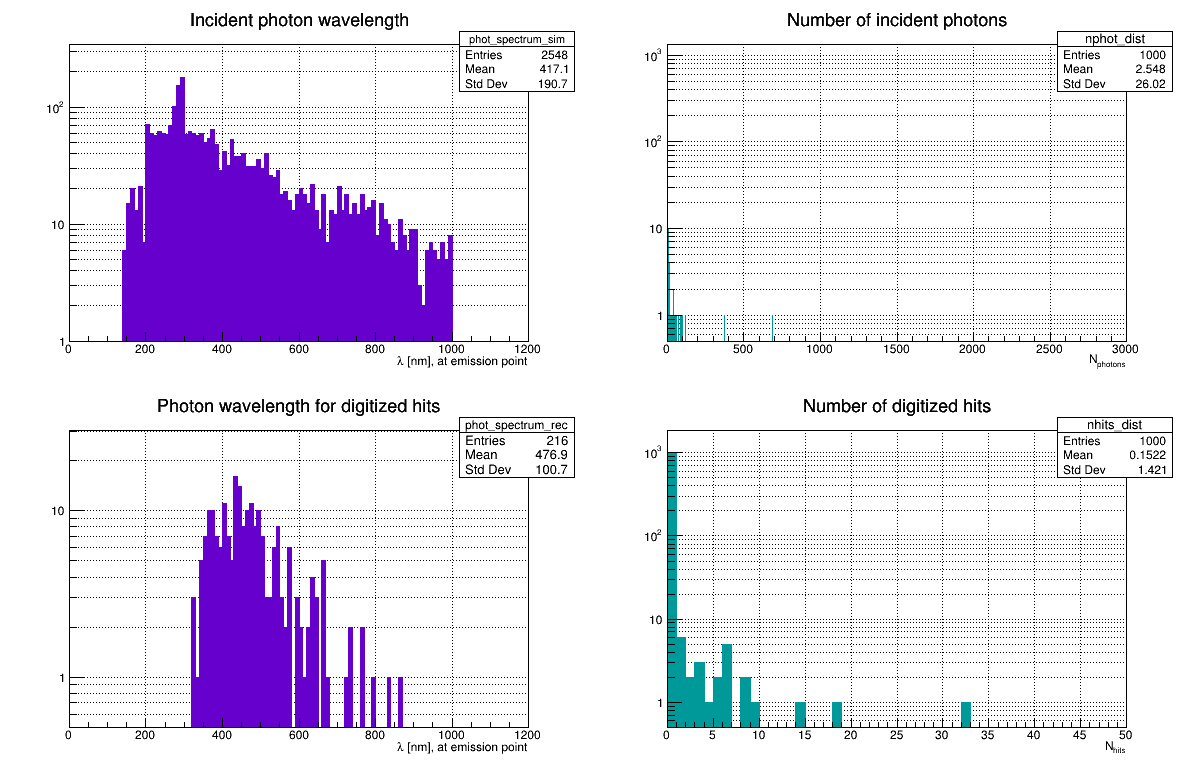 Incident photon wavelength
phot_spectrum_sim
Entries 2548
Mean 417.1
Std Dev 190.7
10²
10
1
0 200 400 600 800 1000 1200
λ [nm], at emission point
Number of incident photons
nphot_dist
Entries 1000
Mean 2.548
Std Dev 26.02
10³
10²
10
1
0 500 1000 1500 2000 2500 3000
N_photons
Photon wavelength for digitized hits
phot_spectrum_rec
Entries 216
Mean 476.9
Std Dev 100.7
10
1
0 200 400 600 800 1000 1200
λ [nm], at emission point
Number of digitized hits
nhits_dist
Entries 1000
Mean 0.1522
Std Dev 1.421
10³
10²
10
1
0 5 10 15 20 25 30 35 40 45 50
N_hits